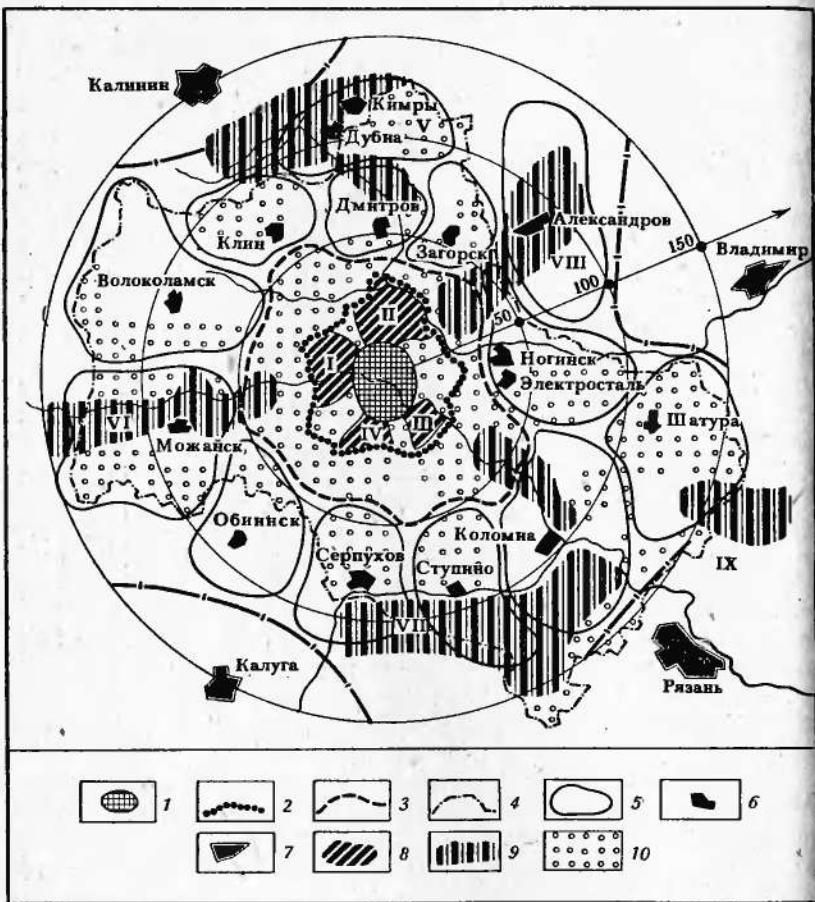 Калинин
Кимры
V
Дубна
Дмитров
Клин
Загорск
Александров
VIII
150
Владимир
100
Волоколамск
50
II
I
Ногинск
Электросталь
Шатура
III
IV
VI
Можайск
Обнинск
Серпухов
Коломна
Ступино
IX
VII
Калуга
Рязань
1 2 3 4 5 6
7 8 9 10